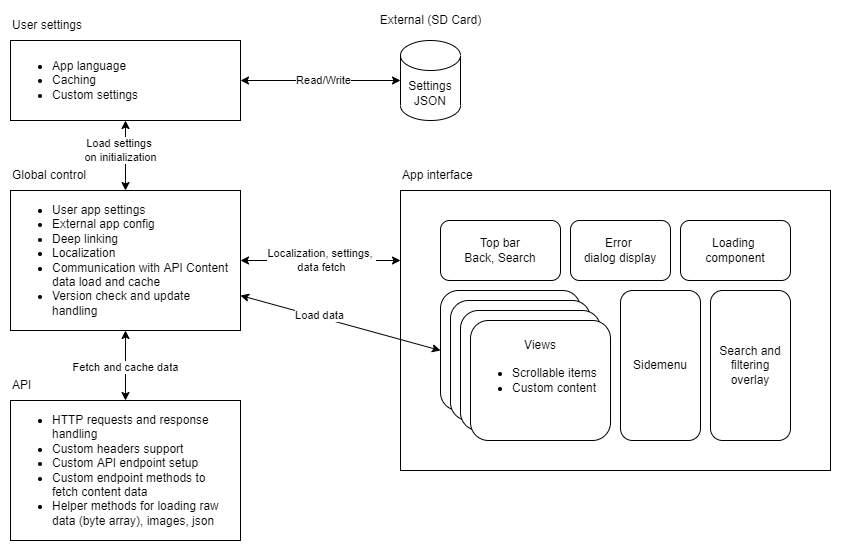 User settings
• App language
• Caching
• Custom settings
External (SD Card)
Read/Write
Settings
JSON
Load settings
on initialization
Global control
• User app settings
• External app config
• Deep linking
• Localization
• Communication with API Content
data load and cache
• Version check and update
handling
Localization, settings,
data fetch
Load data
App interface
Top bar
Back, Search
Error
dialog display
Loading
component
Views
• Scrollable items
• Custom content
Sidemenu
Search and
filtering
overlay
Fetch and cache data
API
• HTTP requests and response
handling
• Custom headers support
• Custom API endpoint setup
• Custom endpoint methods to
fetch content data
• Helper methods for loading raw
data (byte array), images, json